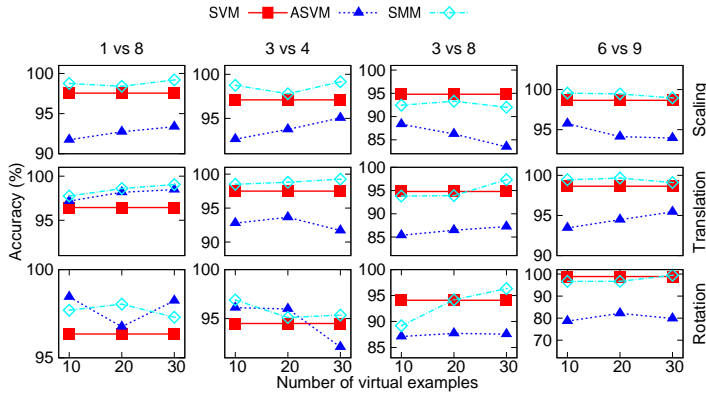 SVM ASVM SMM
1 vs 8 3 vs 4 3 vs 8 6 vs 9
100 95 90
100 95
100 95 90 85
100 95
Scaling
Accuracy (%)
100 95
100 95 90
100 95 90 85
100 95 90
Translation
100 95
95
100 95 90 85
100 90 80 70
Rotation
10 20 30 10 20 30 10 20 30 10 20 30
Number of virtual examples